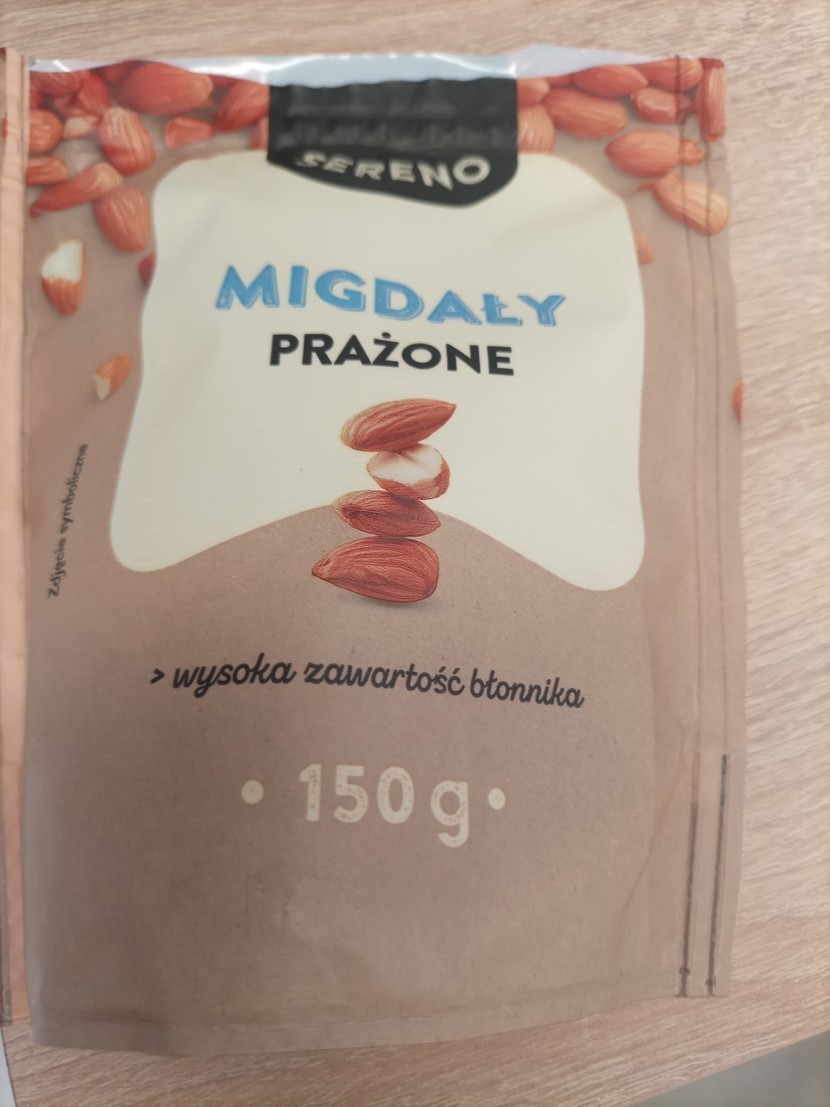 SERENO
MIGDAŁY
PRAŻONE
Zdjęcie symboliczne
> wysoka zawartość błonnika
• 150 g •